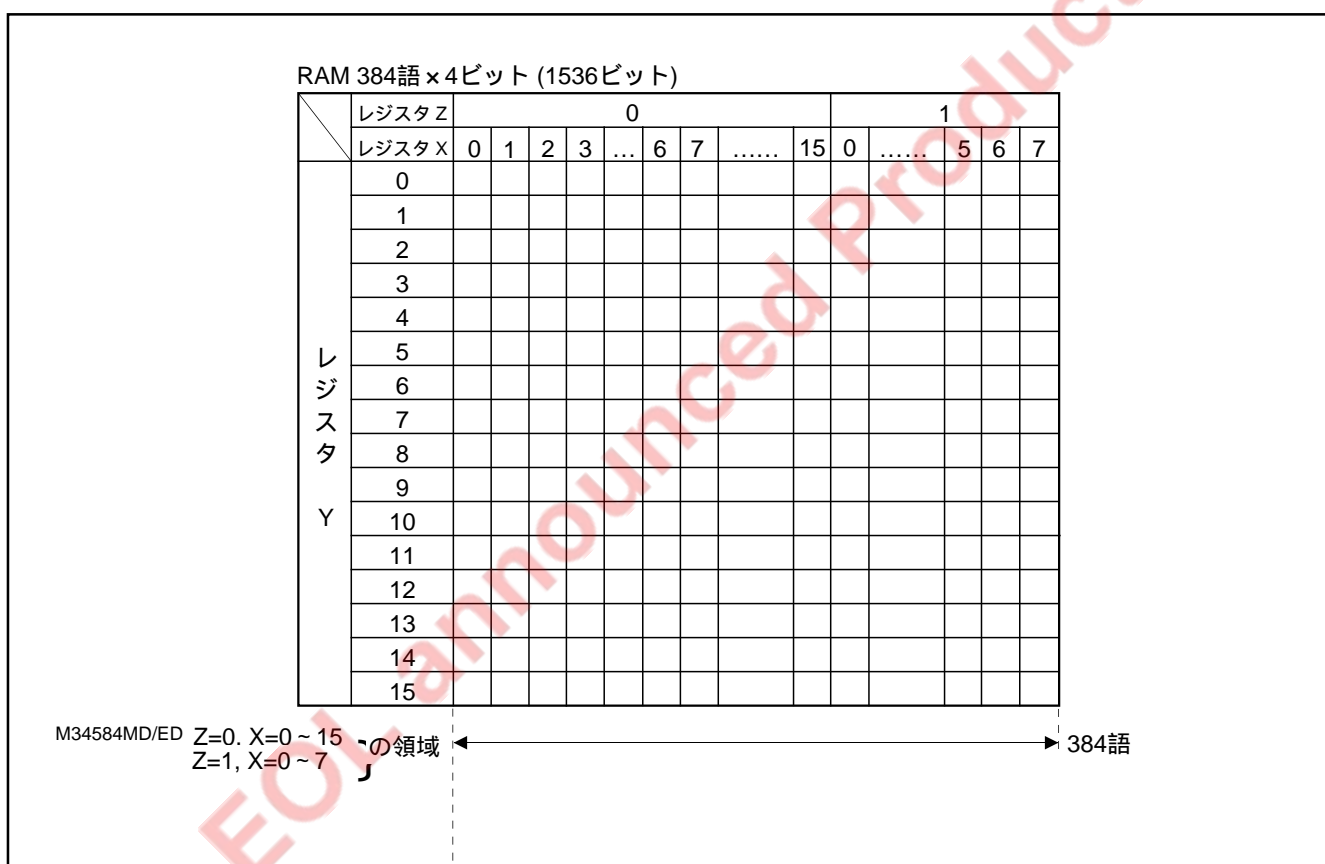 RAM 384語×4ビット (1536ビット)
レジスタ Z 0 1
レジスタ X 0 1 2 3 ... 6 7 ...... 15 0 ...... 5 6 7
レジスタ Y
0
1
2
3
4
5
6
7
8
9
10
11
12
13
14
15
M34584MD/ED Z=0. X=0~15
Z=1, X=0~7
}の領域
384語
EOL announced Produc